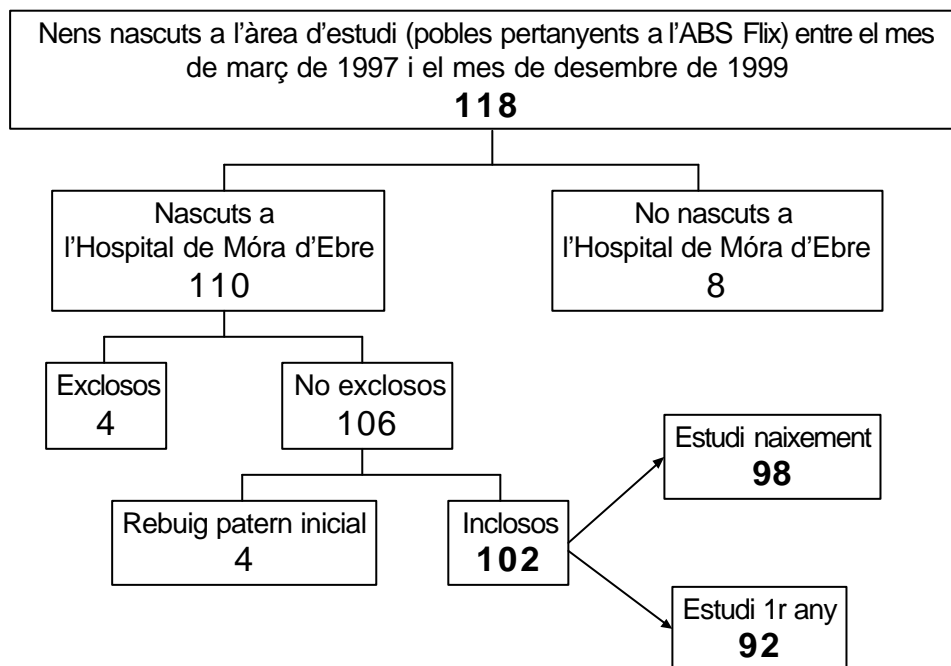 Nens nascuts a l'àrea d'estudi (pobles pertanyents a l'ABS Flix) entre el mes
de març de 1997 i el mes de desembre de 1999
118
Nascuts a
l'Hospital de Móra d'Ebre
110
No nascuts a
l'Hospital de Móra d'Ebre
8
Exclosos
4
No exclosos
106
Estudi naixement
98
Rebuig patern inicial
4
Inclosos
102
Estudi 1r any
92